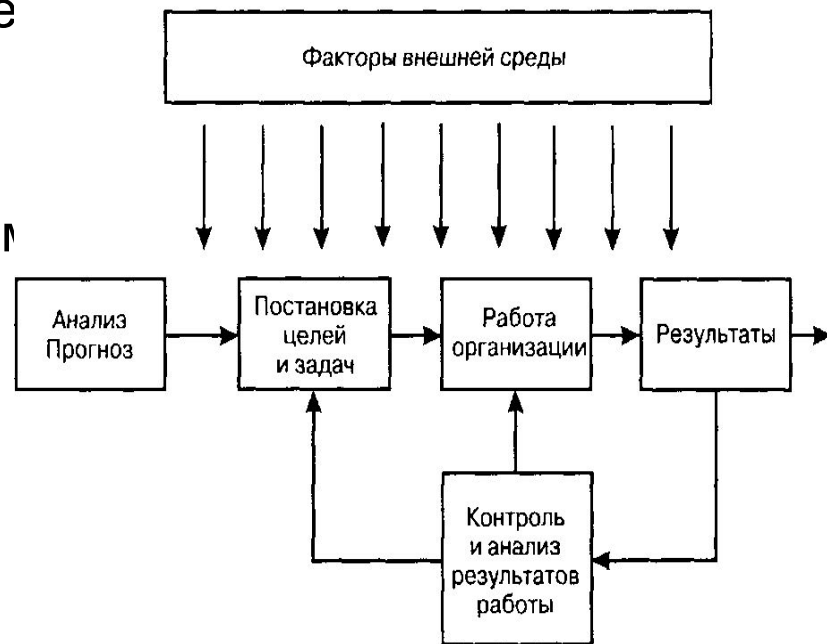 е
Факторы внешней среды
м
Анализ
Прогноз
Постановка
целей
и задач
Работа
организации
Результаты
Контроль
и анализ
результатов
работы